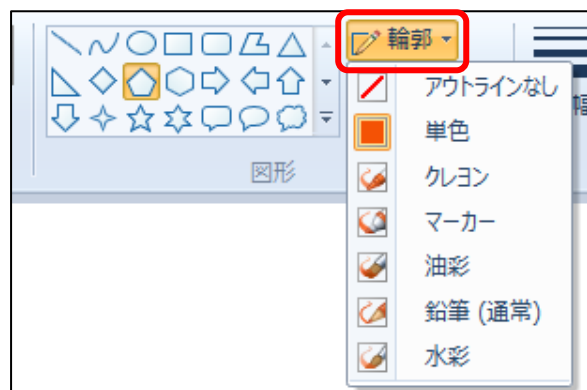 輪郭
アウトラインなし
単色
クレヨン
マーカー
油彩
鉛筆 (通常)
水彩
図形
幅